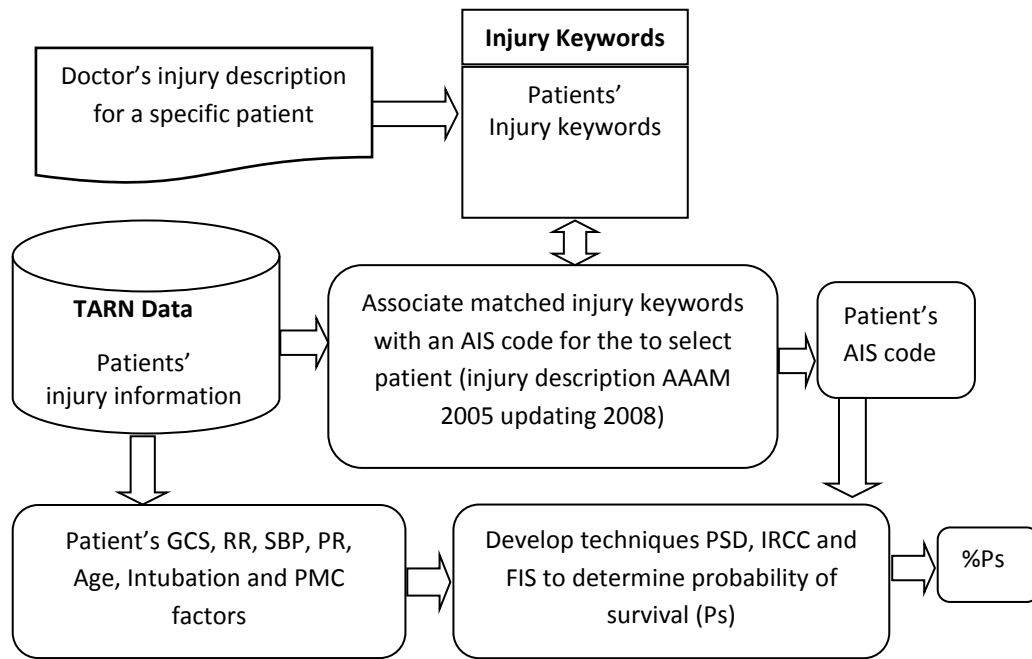 Doctor's injury description
for a specific patient
Injury Keywords
Patients'
Injury keywords
TARN Data
Patients'
injury information
Associate matched injury keywords
with an AIS code for the to select
patient (injury description AAAM
2005 updating 2008)
Patient's
AIS code
Patient's GCS, RR, SBP, PR,
Age, Intubation and PMC
factors
Develop techniques PSD, IRCC and
FIS to determine probability of
survival (Ps)
%Ps